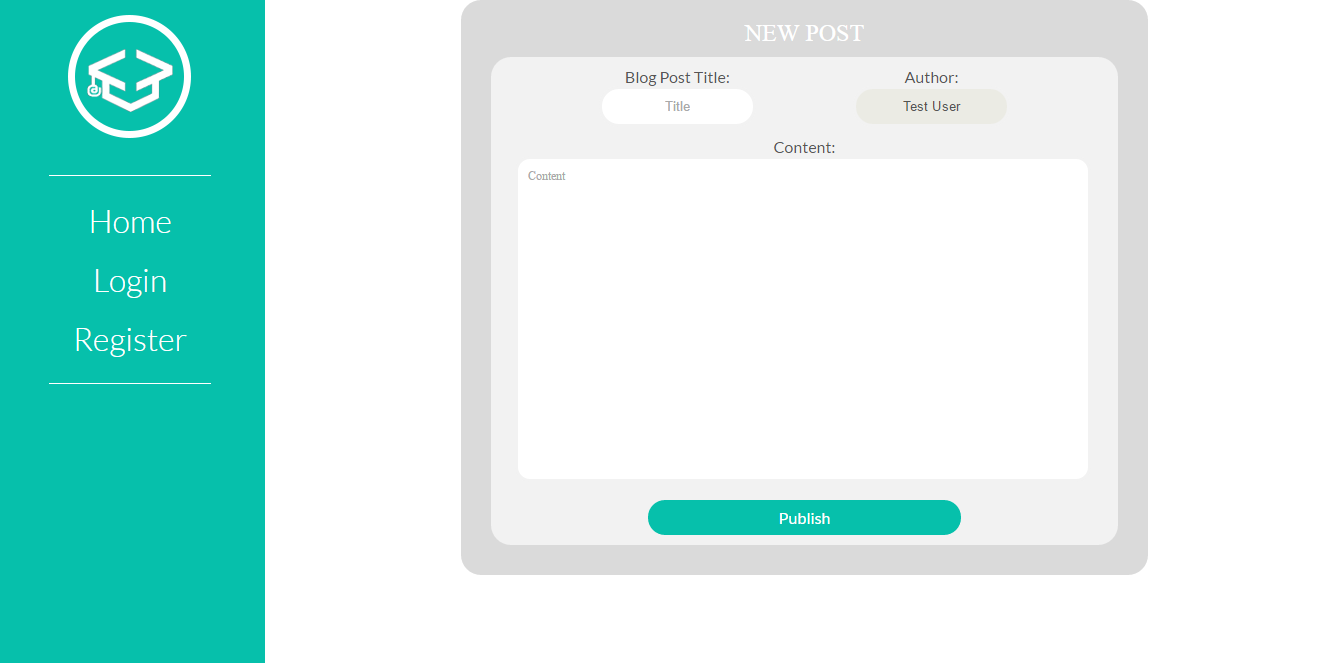 Home
Login
Register
NEW POST
Blog Post Title:
Author:
Title
Test User
Content:
Content
Publish